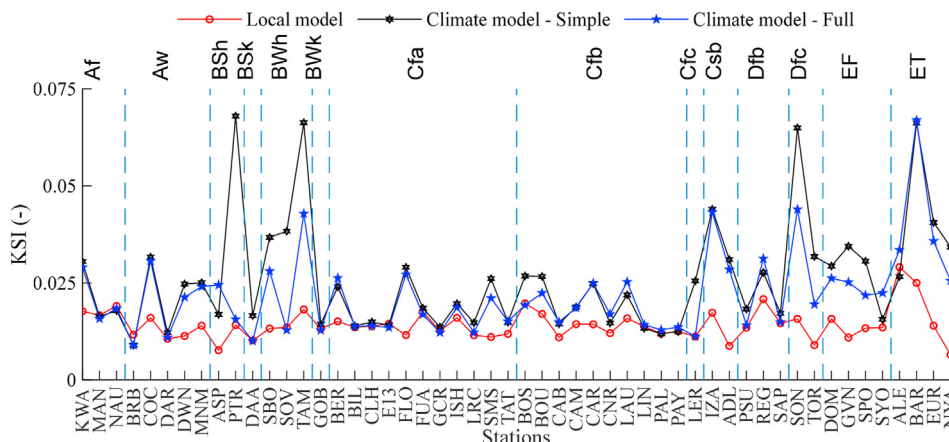 Local model Climate model - Simple Climate model - Full
Af Aw BSh BSk BWh BWk Cfa Cfb Cfc Csb Dfb Dfc EF ET
0.075
0.05
0.025
0
KSI (-)
KWA MAN NAU BRB COC DAR DWN MNM ASP PTR DAA SBO SOV TAM GOB BER BIL CLH E13 FLO FUA GCR ISH LRC SMS TAT BOS BOU CAB CAM CAR CNR LAU LIN PAL PAY LER IZA ADL PSU REG SAP SON TOR DOM GVN SPO SYO ALE BAR EUR
Stations